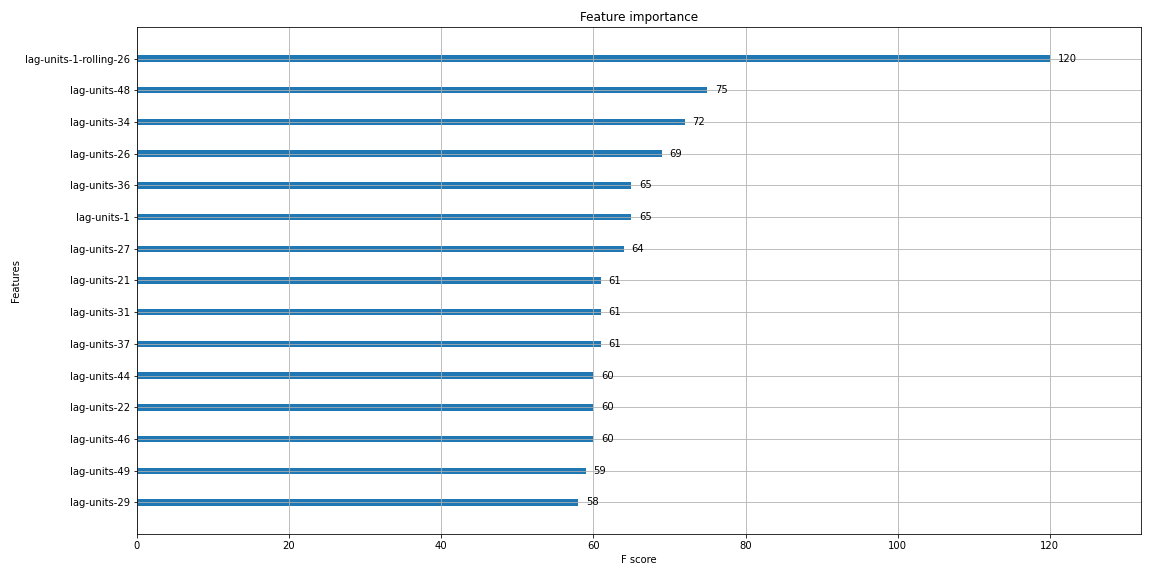 Feature importance
lag-units-1-rolling-26 120
lag-units-48 75
lag-units-34 72
lag-units-26 69
lag-units-36 65
lag-units-1 65
lag-units-27 64
lag-units-21 61
lag-units-31 61
lag-units-37 61
lag-units-44 60
lag-units-22 60
lag-units-46 60
lag-units-49 59
lag-units-29 58
Features
0 20 40 60 80 100 120
F score